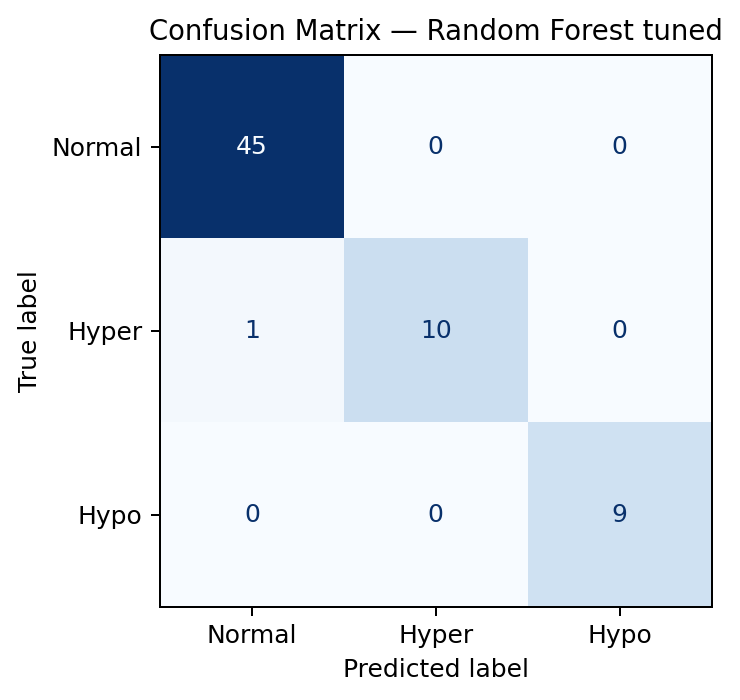 Confusion Matrix — Random Forest tuned
True label
Normal 45 0 0
Hyper 1 10 0
Hypo 0 0 9
Normal Hyper Hypo
Predicted label